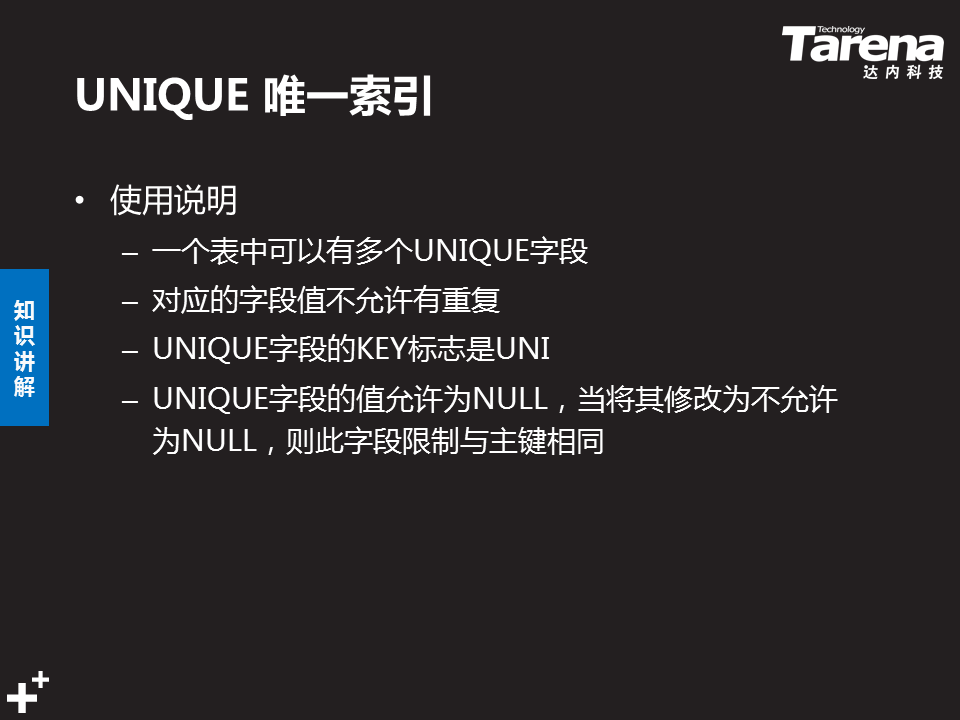 Technology
Tarena
达内科技
UNIQUE 唯一索引
• 使用说明
– 一个表中可以有多个UNIQUE字段
– 对应的字段值不允许有重复
– UNIQUE字段的KEY标志是UNI
– UNIQUE字段的值允许为NULL，当将其修改为不允许
为NULL，则此字段限制与主键相同
知
识
讲
解